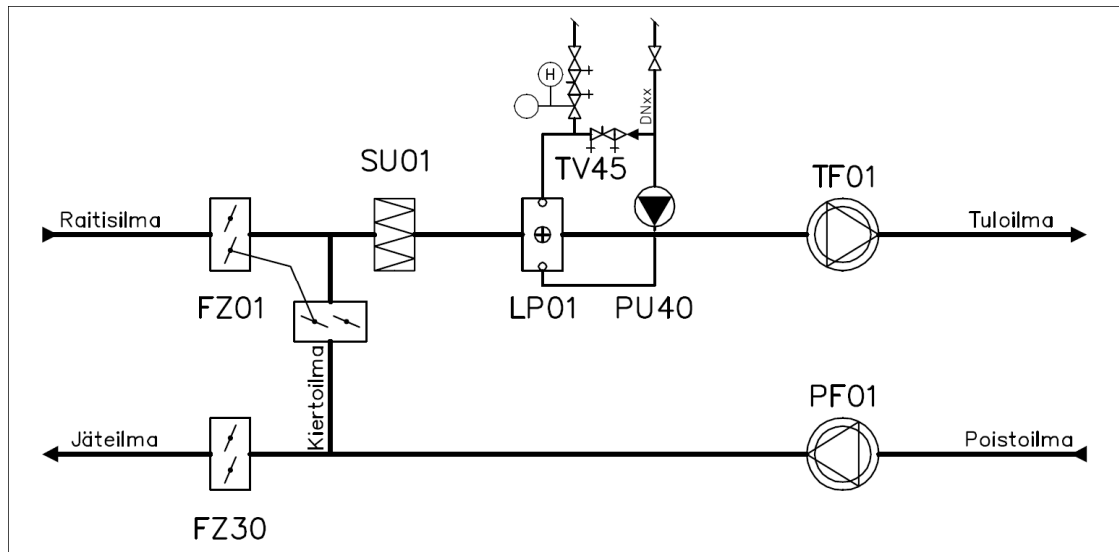 H
DNxx
SU01
TV45
TF01
Raitisilma
Tuloilma
FZ01
LP01
PU40
Kiertoilma
PF01
Jäteilma
Poistoilma
FZ30